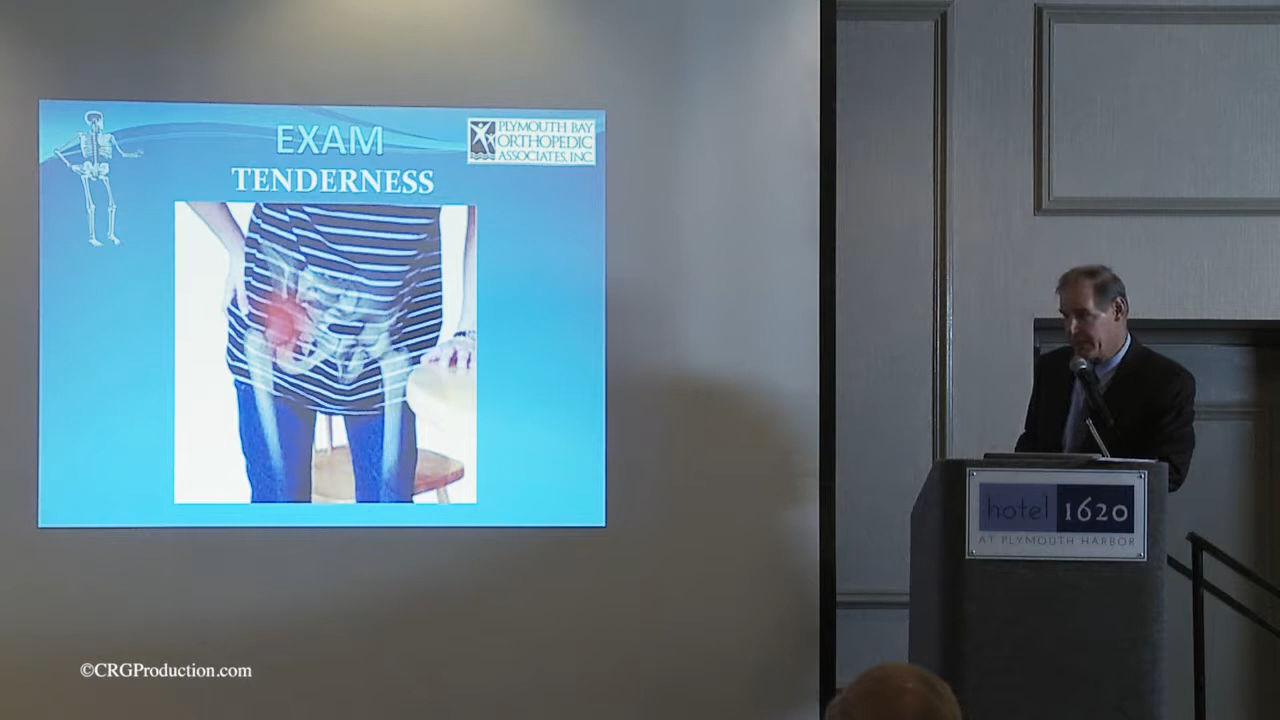 EXAM
TENDERNESS
PLYMOUTH BAY
ORTHOPEDIC
ASSOCIATES, INC
hotel 1620
AT PLYMOUTH HARBOR
©CRGProduction.com